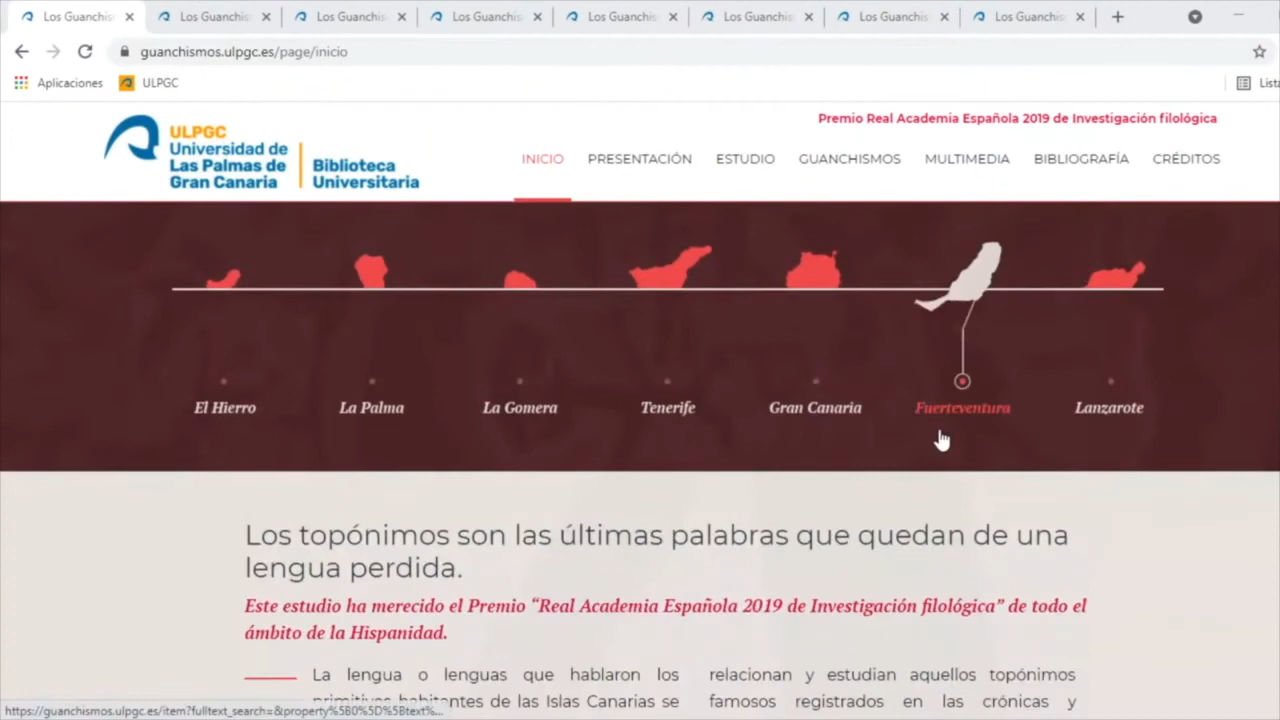 Los Guanchis
Los Guanchis
Los Guanchis
Los Guanchis
Los Guanchis
Los Guanchis
Los Guanchis
Los Guanchis
guanchismos.ulpgc.es/page/inicio
Aplicaciones ULPGC List
Premio Real Academia Española 2019 de Investigación filológica
ULPGC
Universidad de
Las Palmas de
Gran Canaria
Biblioteca
Universitaria
INICIO PRESENTACIÓN ESTUDIO GUANCHISMOS MULTIMEDIA BIBLIOGRAFÍA CRÉDITOS
El Hierro La Palma La Gomera Tenerife Gran Canaria Fuerteventura Lanzarote
Los topónimos son las últimas palabras que quedan de una
lengua perdida.
Este estudio ha merecido el Premio “Real Academia Española 2019 de Investigación filológica” de todo el
ámbito de la Hispanidad.
La lengua o lenguas que hablaron los
primitivos habitantes de las Islas Canarias se
relacionan y estudian aquellos topónimos
famosos registrados en las crónicas y
https://guanchismos.ulpgc.es/item?fulltext_search=&property%5B0%5D%5Btext%...